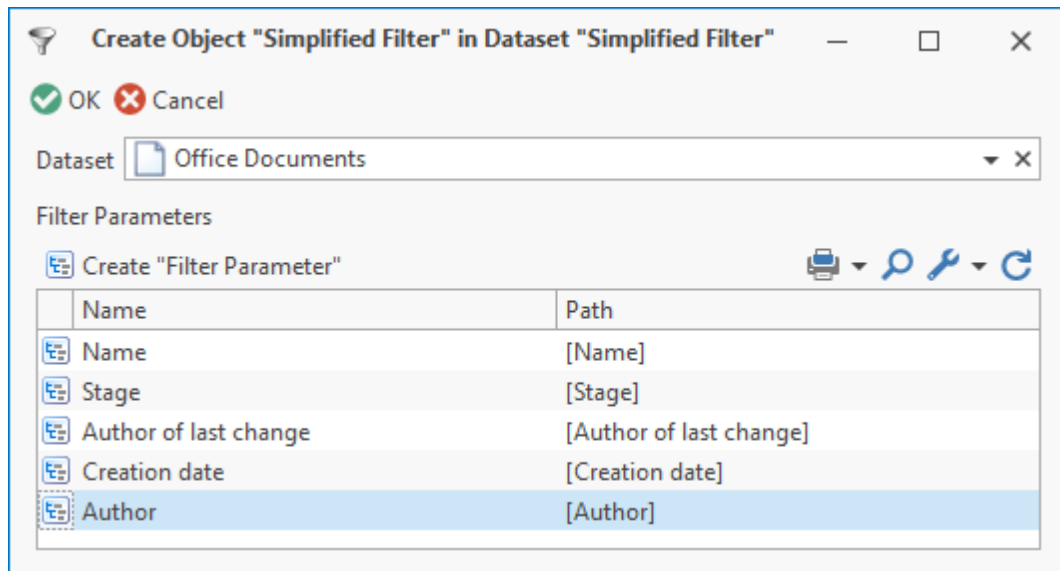 Create Object "Simplified Filter" in Dataset "Simplified Filter"
OK Cancel
Dataset Office Documents
Filter Parameters
Create "Filter Parameter"
Name Path
Name [Name]
Stage [Stage]
Author of last change [Author of last change]
Creation date [Creation date]
Author [Author]